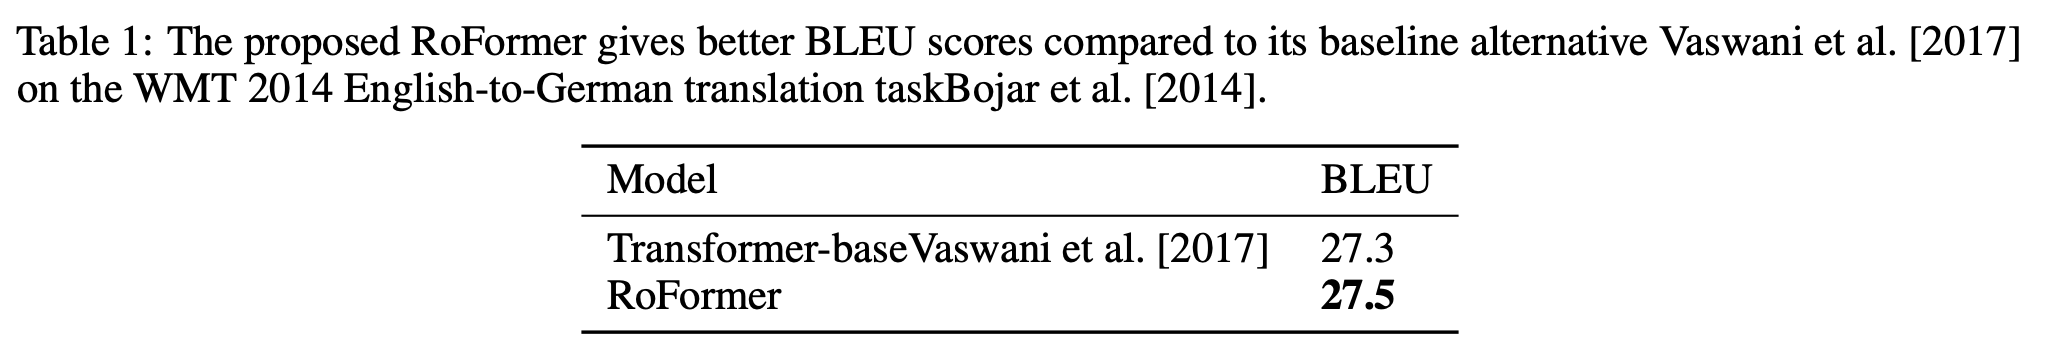 Table 1: The proposed RoFormer gives better BLEU scores compared to its baseline alternative Vaswani et al. [2017]
on the WMT 2014 English-to-German translation taskBojar et al. [2014].
Model BLEU
Transformer-baseVaswani et al. [2017] 27.3
RoFormer 27.5